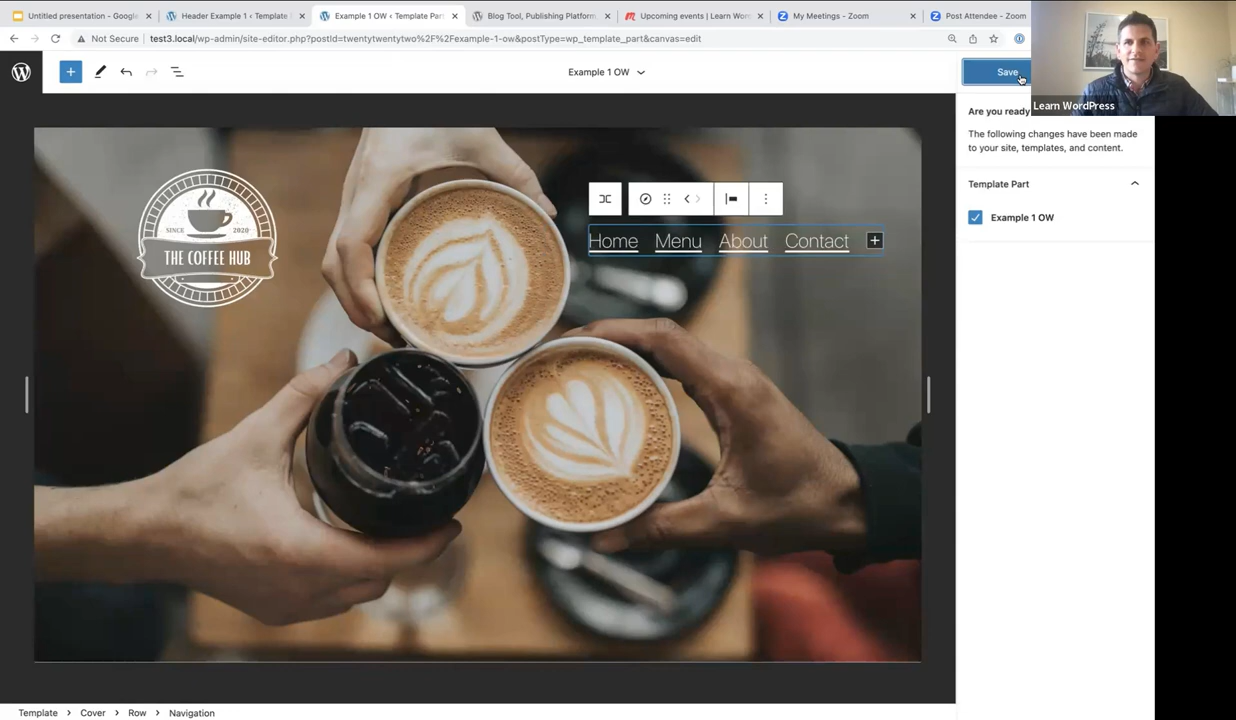 Untitled presentation - Google
Header Example 1 ‹ Template
Example 1 OW ‹ Template Part
Blog Tool, Publishing Platform,
Upcoming events | Learn Wor
My Meetings - Zoom
Post Attendee - Zoom
Not Secure
test3.local/wp-admin/site-editor.php?postId=twentytwentytwo%2F%2Fexample-1-ow&postType=wp_template_part&canvas=edit
Example 1 OW
Save
Learn WordPress
Are you ready
The following changes have been made
to your site, templates, and content.
Template Part
Example 1 OW
SINCE 2020
THE COFFEE HUB
Home Menu About Contact
Template > Cover > Row > Navigation